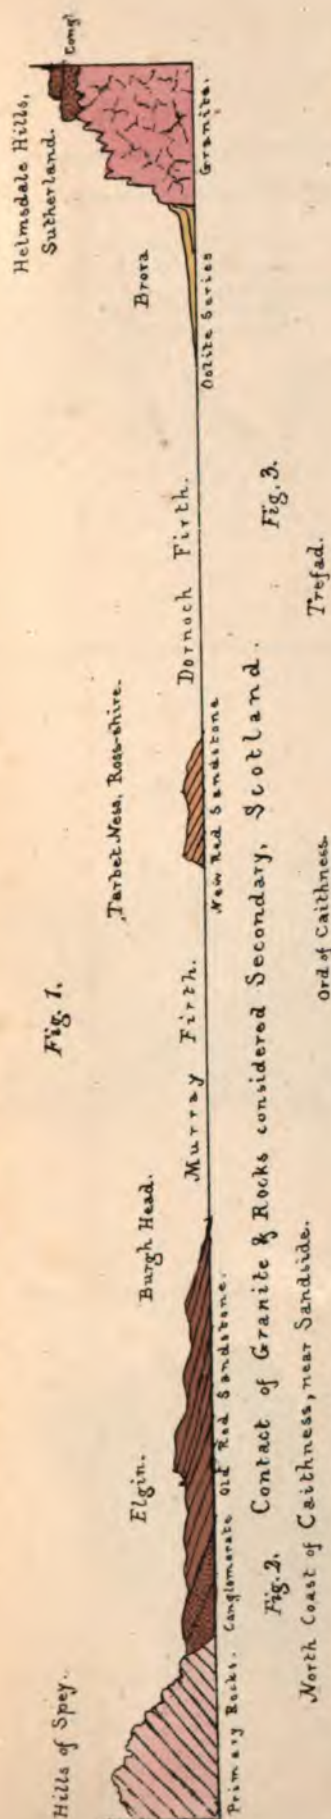 Fig. 1.
Hills of Spey.
Elgin.
Burgh Head.
Tarbet Ness, Ross-shire.
Brora
Helmsdale Hills,
Sutherland.
Congl
Murray Firth.
Dornoch Firth.
Primary Rocks. Conglomerate Old Red Sandstone.
New Red Sandstone
Oolite Series
Granite.
Contact of Granite & Rocks considered Secondary, Scotland.
Fig. 2.
Fig. 3.
North Coast of Caithness, near Sandside.
Ord of Caithness.
Trefad.